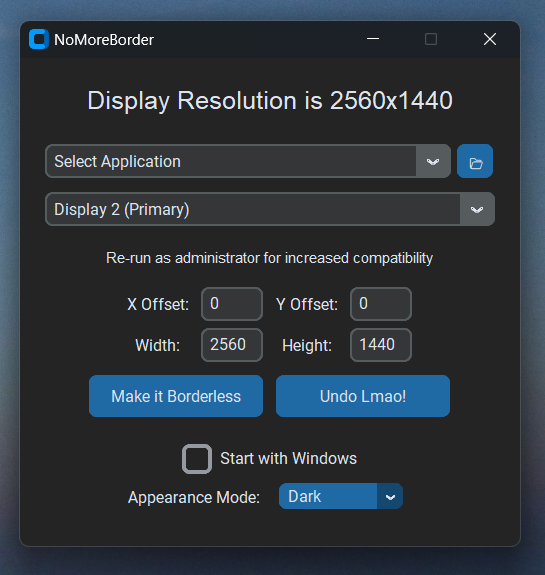 NoMoreBorder
Display Resolution is 2560x1440
Select Application
Display 2 (Primary)
Re-run as administrator for increased compatibility
X Offset: 0 Y Offset: 0
Width: 2560 Height: 1440
Make it Borderless Undo Lmao!
Start with Windows
Appearance Mode: Dark